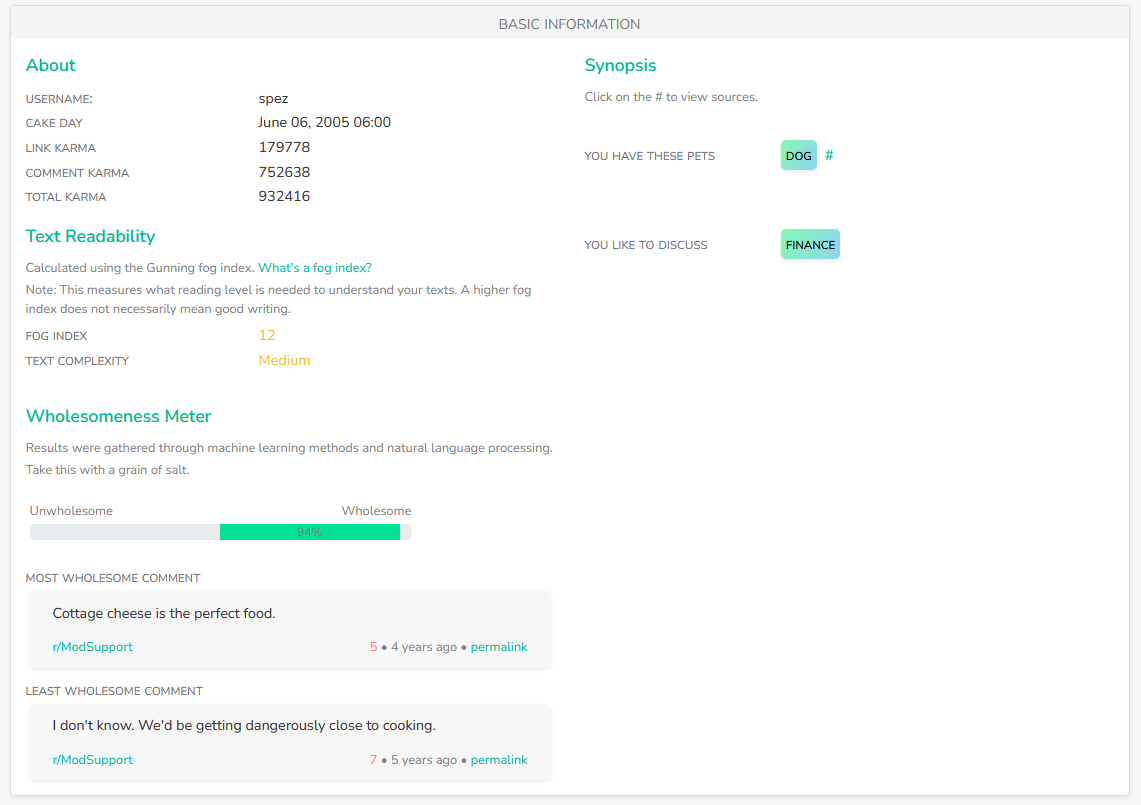 BASIC INFORMATION
About
USERNAME: spez
CAKE DAY June 06, 2005 06:00
LINK KARMA 179778
COMMENT KARMA 752638
TOTAL KARMA 932416
Text Readability
Calculated using the Gunning fog index. What's a fog index?
Note: This measures what reading level is needed to understand your texts. A higher fog
index does not necessarily mean good writing.
FOG INDEX 12
TEXT COMPLEXITY Medium
Wholesomeness Meter
Results were gathered through machine learning methods and natural language processing.
Take this with a grain of salt.
Unwholesome Wholesome
94%
MOST WHOLESOME COMMENT
Cottage cheese is the perfect food.
r/ModSupport 5 • 4 years ago • permalink
LEAST WHOLESOME COMMENT
I don't know. We'd be getting dangerously close to cooking.
r/ModSupport 7 • 5 years ago • permalink
Synopsis
Click on the # to view sources.
YOU HAVE THESE PETS DOG #
YOU LIKE TO DISCUSS FINANCE